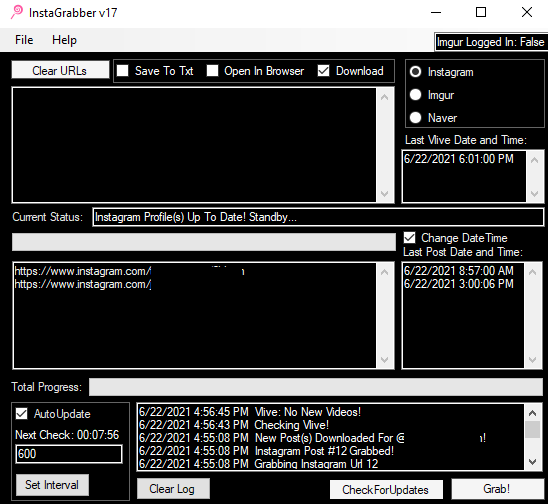 InstaGrabber v17
File Help
Imgur Logged In: False
Clear URLs
Save To Txt
Open In Browser
Download
Instagram
Imgur
Naver
Last Vlive Date and Time:
6/22/2021 6:01:00 PM
Current Status:
Instagram Profile(s) Up To Date! Standby...
Change DateTime
Last Post Date and Time:
https://www.instagram.com/
https://www.instagram.com/
6/22/2021 8:57:00 AM
6/22/2021 3:00:06 PM
Total Progress:
AutoUpdate
Next Check: 00:07:56
600
Set Interval
6/22/2021 4:56:45 PM Vlive: No New Videos!
6/22/2021 4:56:43 PM Checking Vlive!
6/22/2021 4:55:08 PM New Post(s) Downloaded For @ !
6/22/2021 4:55:08 PM Instagram Post #12 Grabbed!
6/22/2021 4:55:08 PM Grabbing Instagram Url 12
Clear Log
CheckForUpdates
Grab!